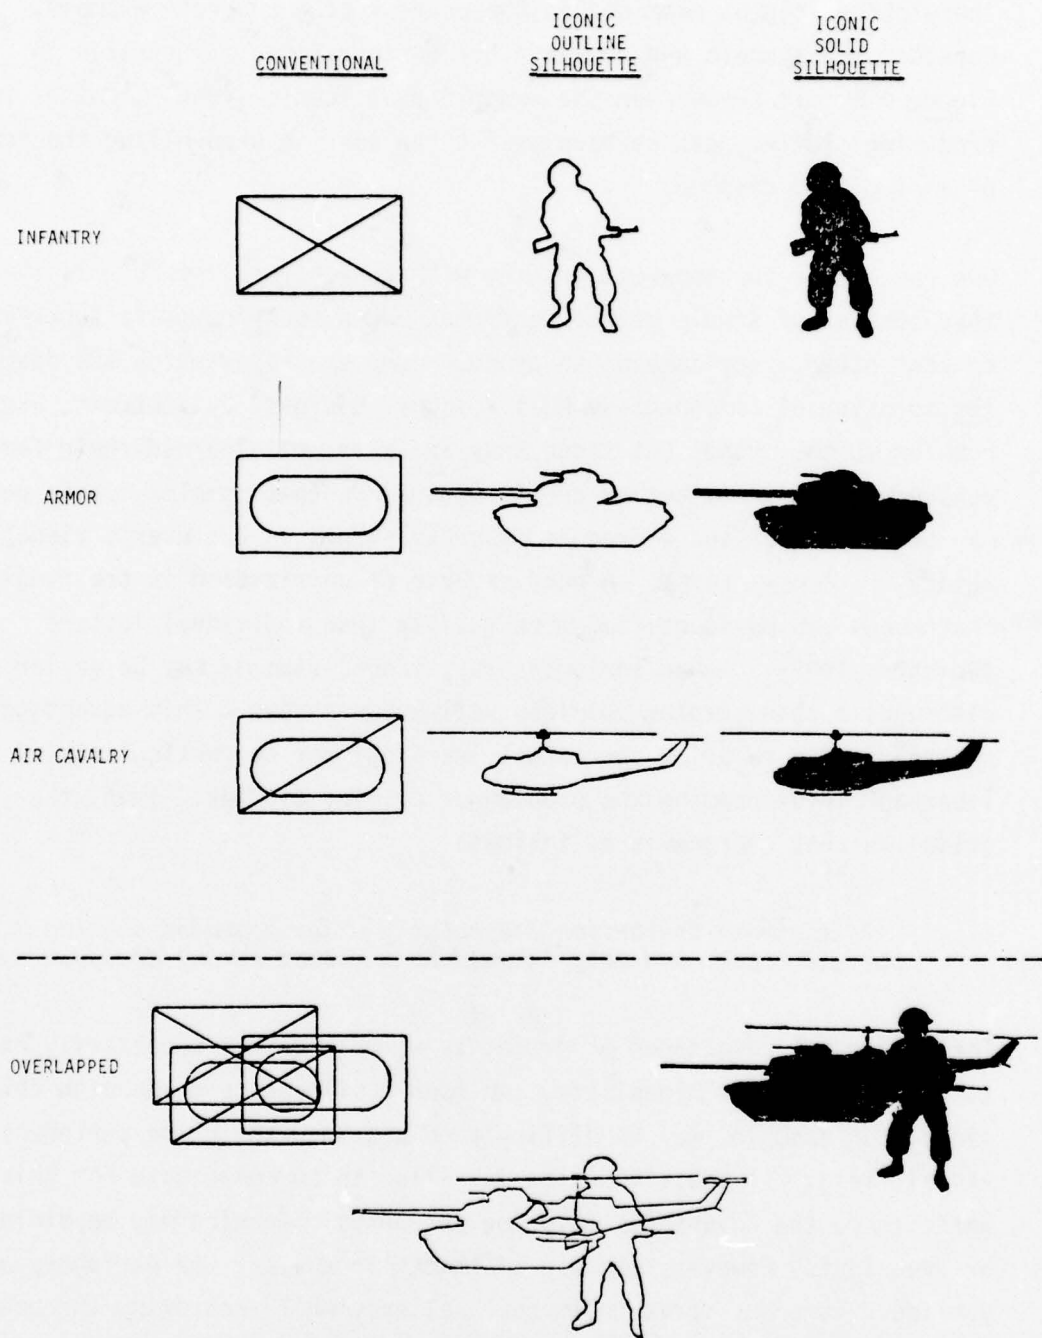 CONVENTIONAL
ICONIC
OUTLINE
SILHOUETTE
ICONIC
SOLID
SILHOUETTE
INFANTRY
ARMOR
AIR CAVALRY
OVERLAPPED